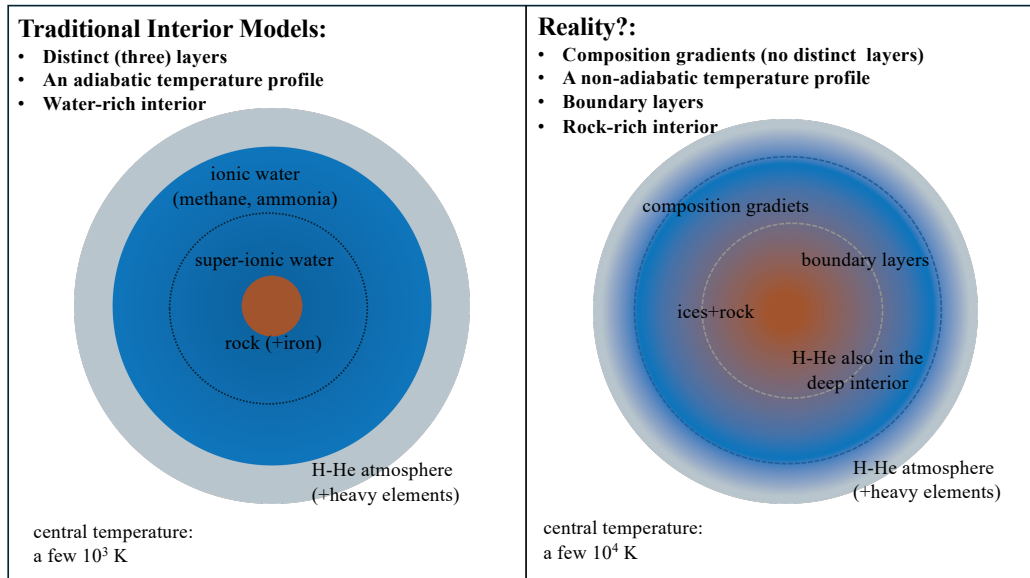 Traditional Interior Models:
• Distinct (three) layers
• An adiabatic temperature profile
• Water-rich interior
ionic water
(methane, ammonia)
super-ionic water
rock (+iron)
H-He atmosphere
(+heavy elements)
central temperature:
a few 10³ K
Reality?:
• Composition gradients (no distinct layers)
• A non-adiabatic temperature profile
• Boundary layers
• Rock-rich interior
composition gradiets
boundary layers
ices+rock
H-He also in the
deep interior
H-He atmosphere
(+heavy elements)
central temperature:
a few 10⁴ K